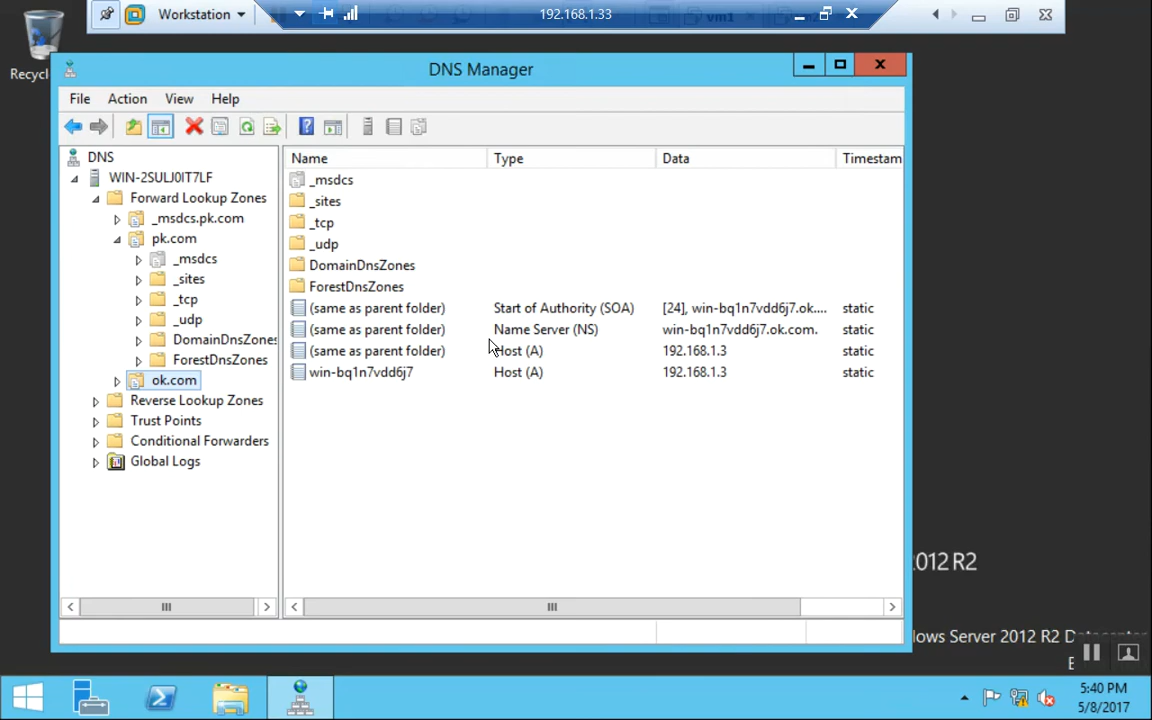 Workstation
192.168.1.33
vm1
Recycl
DNS Manager
File Action View Help
DNS
WIN-2SULJ0IT7LF
Forward Lookup Zones
_msdcs.pk.com
pk.com
_msdcs
_sites
_tcp
_udp
DomainDnsZones
ForestDnsZones
ok.com
Reverse Lookup Zones
Trust Points
Conditional Forwarders
Global Logs
Name Type Data Timestam
_msdcs
_sites
_tcp
_udp
DomainDnsZones
ForestDnsZones
(same as parent folder) Start of Authority (SOA) [24], win-bq1n7vdd6j7.ok.... static
(same as parent folder) Name Server (NS) win-bq1n7vdd6j7.ok.com. static
(same as parent folder) Host (A) 192.168.1.3 static
win-bq1n7vdd6j7 Host (A) 192.168.1.3 static
2012 R2
dows Server 2012 R2
5:40 PM
5/8/2017